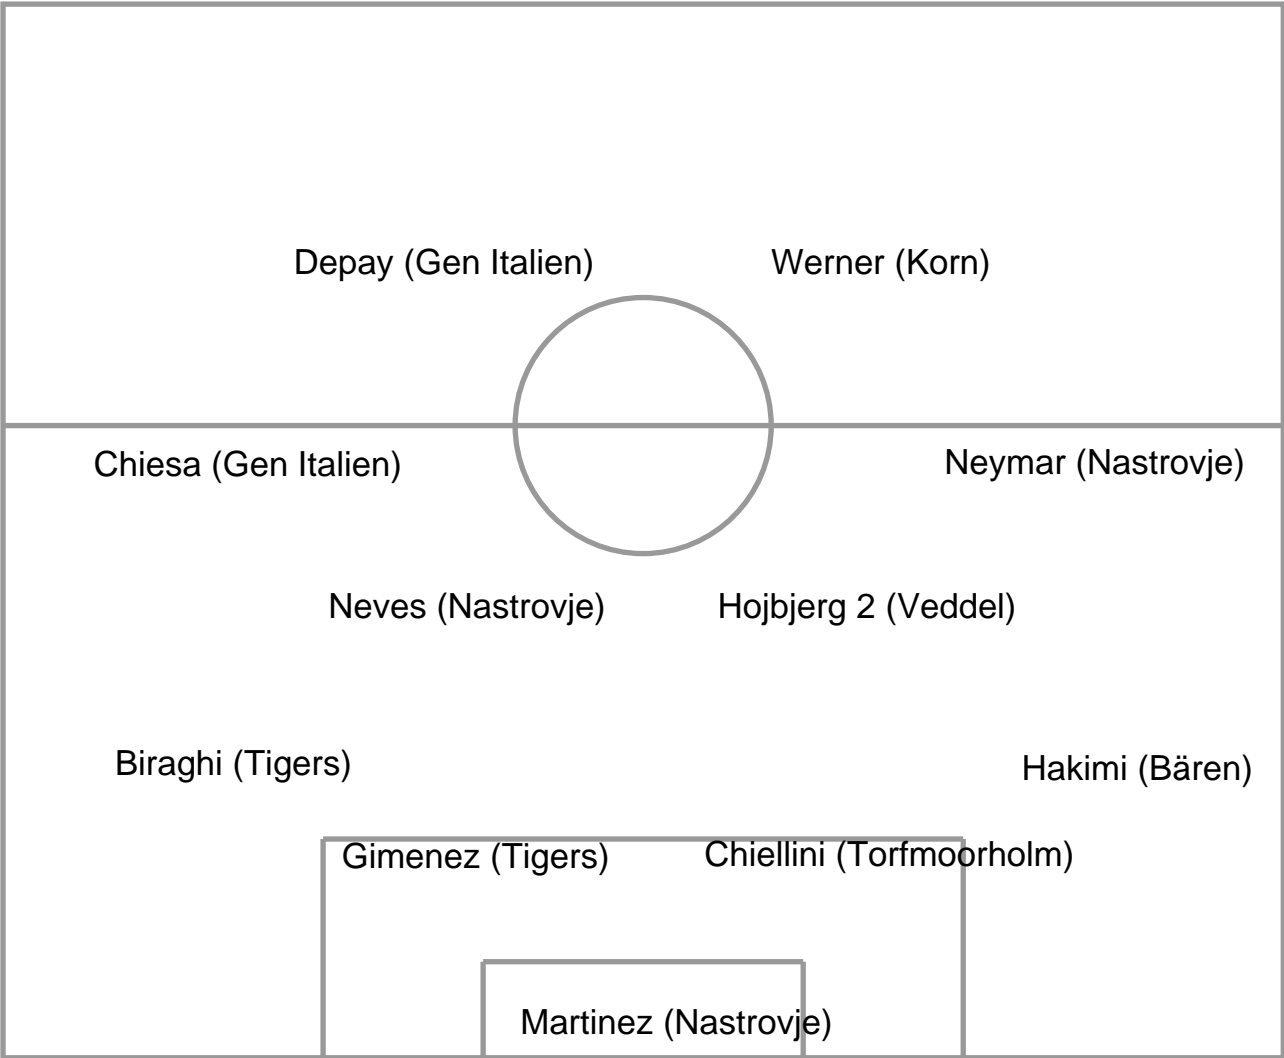 Depay (Gen Italien)
Werner (Korn)
Chiesa (Gen Italien)
Neymar (Nastrovje)
Neves (Nastrovje)
Hojbjerg 2 (Veddel)
Biraghi (Tigers)
Hakimi (Bären)
Gimenez (Tigers)
Chiellini (Torfmoorholm)
Martinez (Nastrovje)